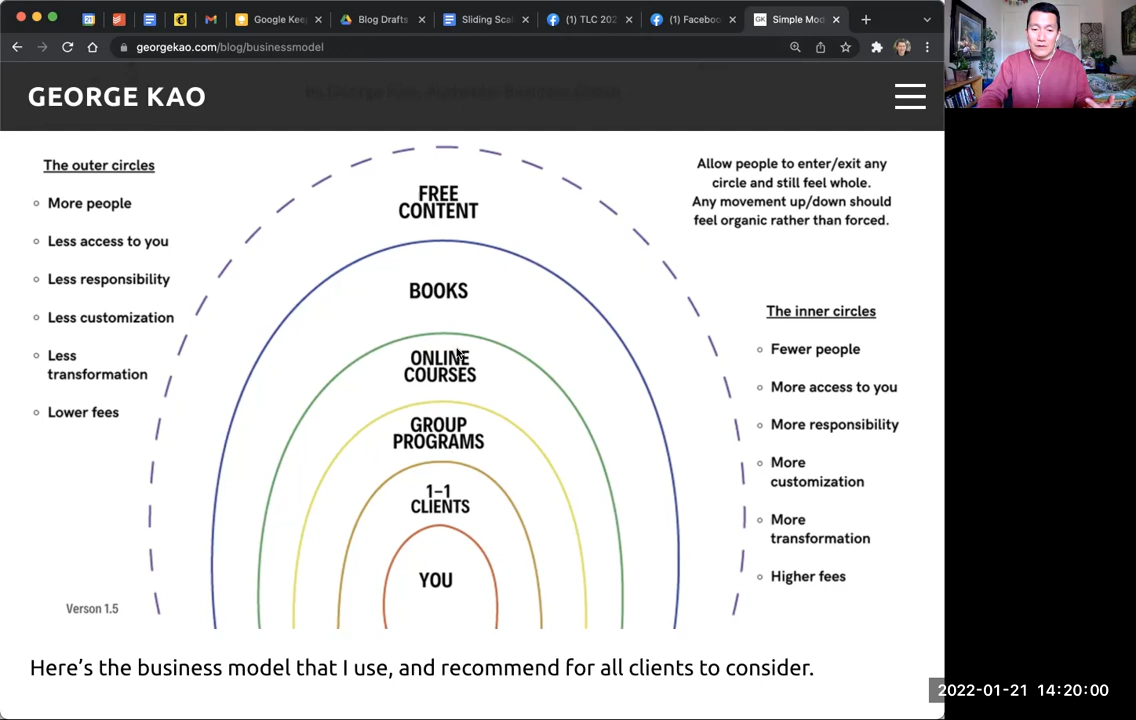 Google Kee
Blog Drafts
Sliding Sca
(1) TLC 202
(1) Faceboo
GK
Simple Mod
georgekao.com/blog/businessmodel
GEORGE KAO
The outer circles
More people
Less access to you
Less responsibility
Less customization
Less
transformation
Lower fees
Verson 1.5
FREE
CONTENT
BOOKS
ONLINE
COURSES
GROUP
PROGRAMS
1–1
CLIENTS
YOU
Allow people to enter/exit any
circle and still feel whole.
Any movement up/down should
feel organic rather than forced.
The inner circles
Fewer people
More access to you
More responsibility
More
customization
More
transformation
Higher fees
Here’s the business model that I use, and recommend for all clients to consider.
2022-01-21 14:20:00